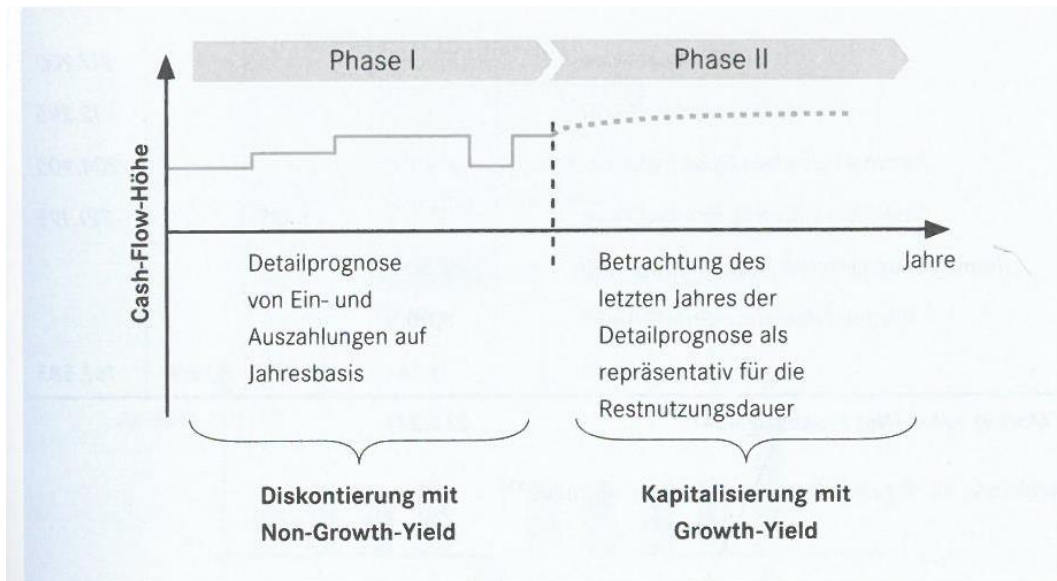 Phase I
Phase II
Cash-Flow-Höhe
Jahre
Detailprognose
von Ein- und
Auszahlungen auf
Jahresbasis
Betrachtung des
letzten Jahres der
Detailprognose als
repräsentativ für die
Restnutzungsdauer
Diskontierung mit
Non-Growth-Yield
Kapitalisierung mit
Growth-Yield